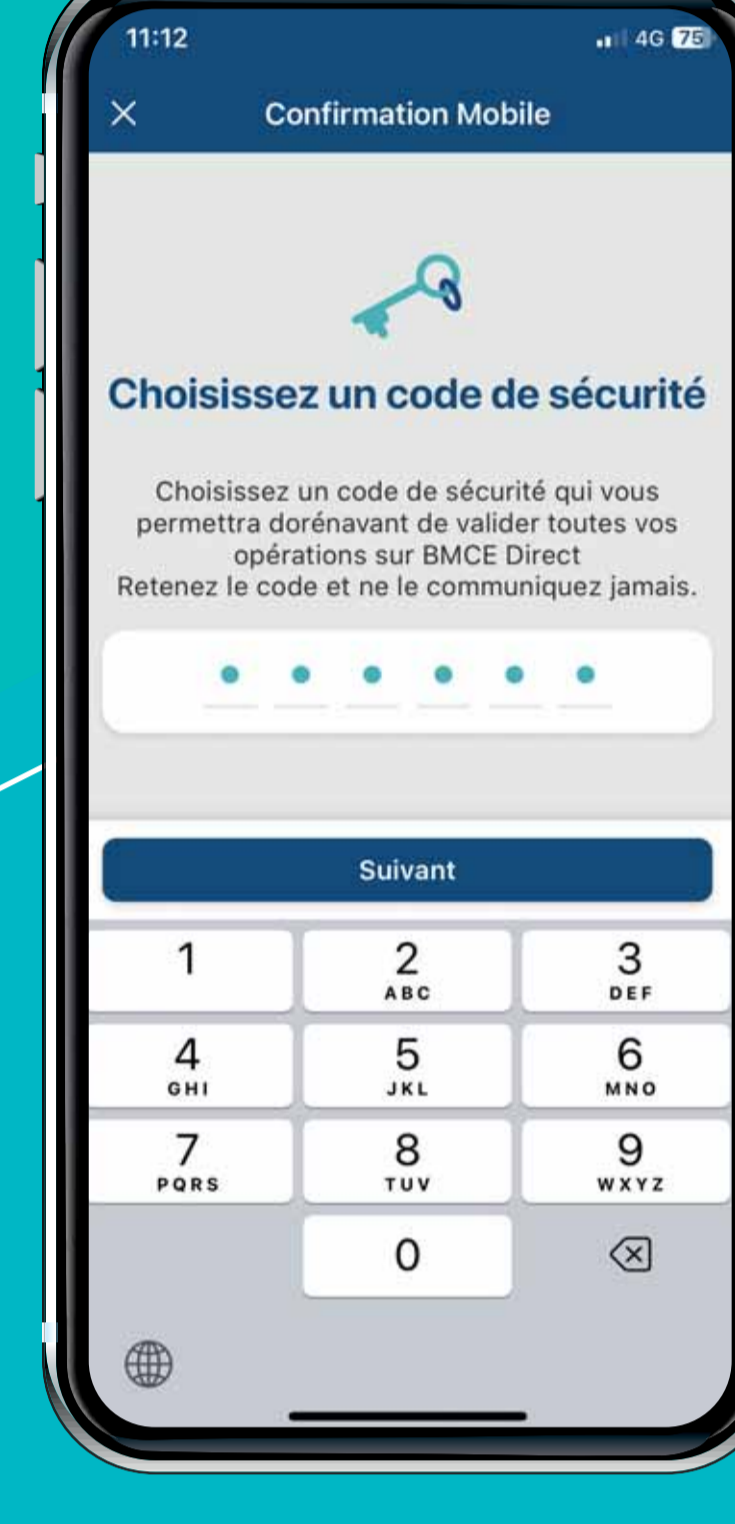 11:12
4G 75
Confirmation Mobile
Choisissez un code de sécurité
Choisissez un code de sécurité qui vous
permettra dorénavant de valider toutes vos
opérations sur BMCE Direct
Retenez le code et ne le communiquez jamais.
Suivant
1
2
ABC
3
DEF
4
GHI
5
JKL
6
MNO
7
PQRS
8
TUV
9
WXYZ
0